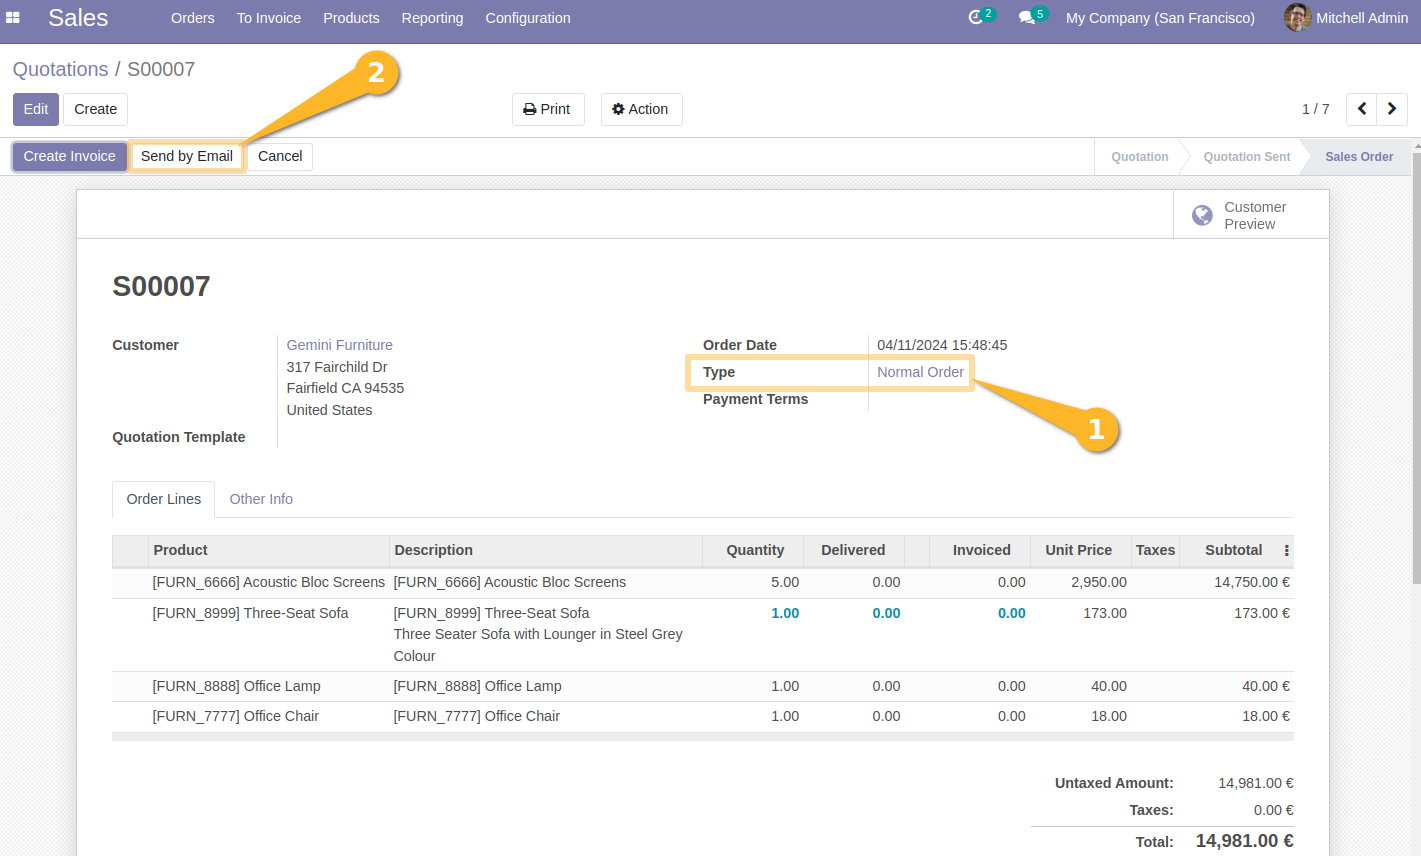 Sales Orders To Invoice Products Reporting Configuration 2 5 My Company (San Francisco) Mitchell Admin
Quotations / S00007
2
Edit Create Print Action 1 / 7
Create Invoice Send by Email Cancel Quotation Quotation Sent Sales Order
Customer
Preview
S00007
Customer Gemini Furniture Order Date 04/11/2024 15:48:45
317 Fairchild Dr Type Normal Order
Fairfield CA 94535 Payment Terms
United States
1
Quotation Template
Order Lines Other Info
Product Description Quantity Delivered Invoiced Unit Price Taxes Subtotal
[FURN_6666] Acoustic Bloc Screens [FURN_6666] Acoustic Bloc Screens 5.00 0.00 0.00 2,950.00 14,750.00 €
[FURN_8999] Three-Seat Sofa [FURN_8999] Three-Seat Sofa 1.00 0.00 0.00 173.00 173.00 €
Three Seater Sofa with Lounger in Steel Grey
Colour
[FURN_8888] Office Lamp [FURN_8888] Office Lamp 1.00 0.00 0.00 40.00 40.00 €
[FURN_7777] Office Chair [FURN_7777] Office Chair 1.00 0.00 0.00 18.00 18.00 €
Untaxed Amount: 14,981.00 €
Taxes: 0.00 €
Total: 14,981.00 €